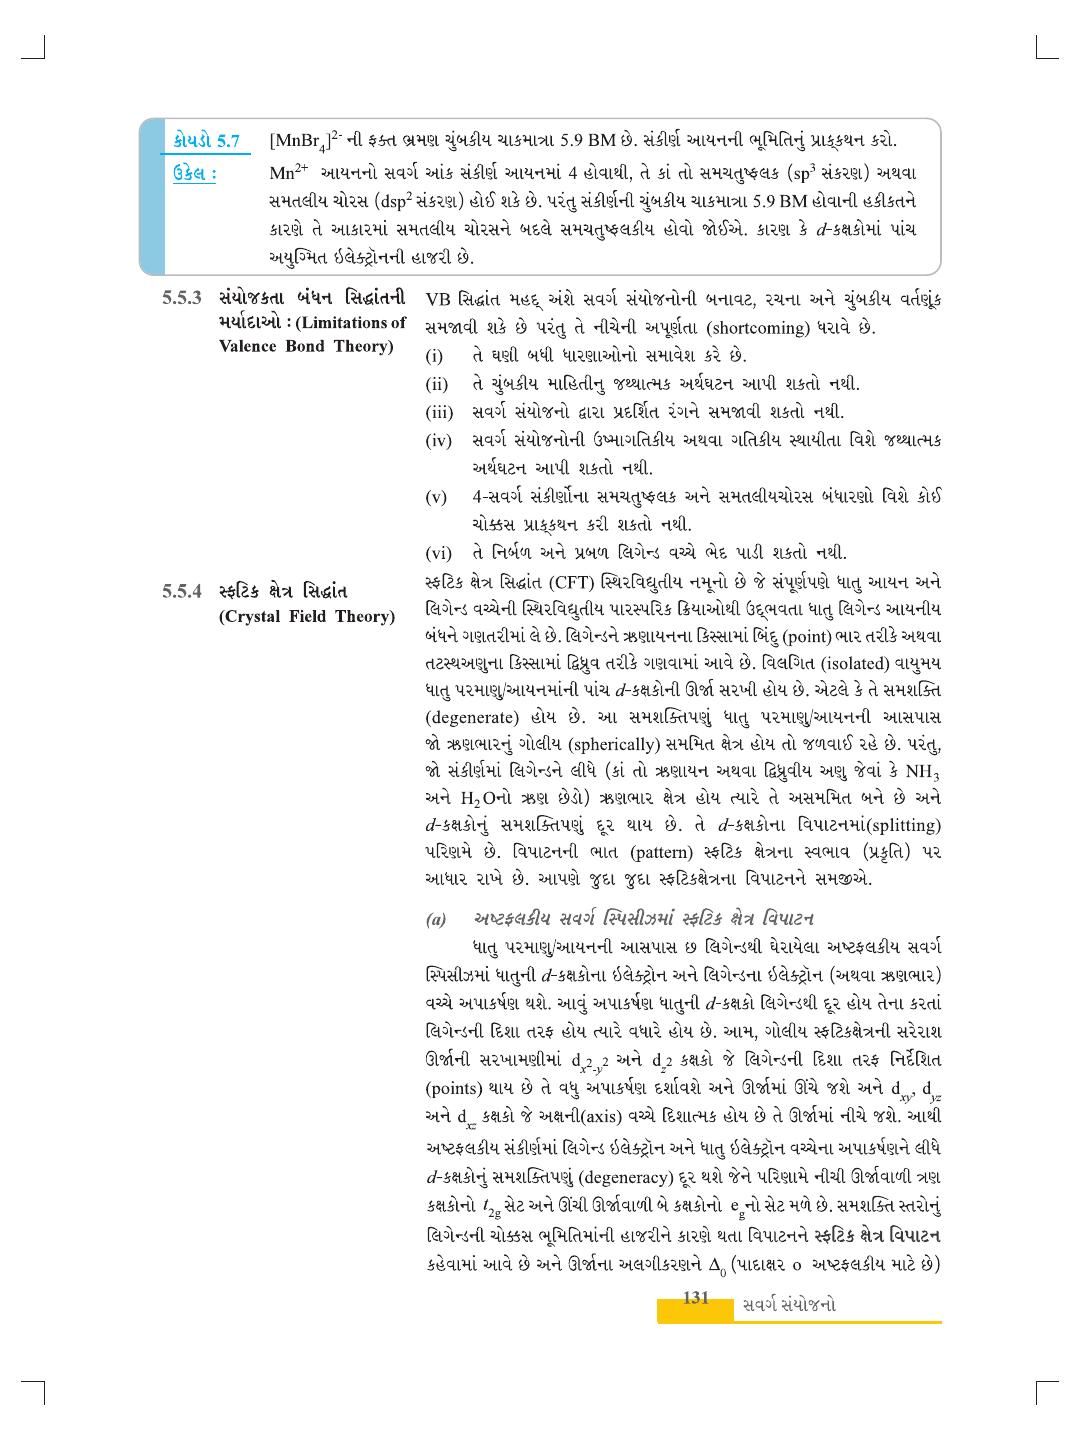 કોયડો 5.7 [MnBr4]2- ની ફક્ત ભ્રમણ ચુંબકીય ચાકમાત્રા 5.9 BM છે. સંકીર્ણ આયનની ભૂમિતિનું પ્રાક્કથન કરો.
ઉકેલ : Mn2+ આયનનો સવર્ગ આંક સંકીર્ણ આયનમાં 4 હોવાથી, તે કાં તો સમચતુષ્ફલક (sp3 સંકરણ) અથવા
સમતલીય ચોરસ (dsp2 સંકરણ) હોઈ શકે છે. પરંતુ સંકીર્ણની ચુંબકીય ચાકમાત્રા 5.9 BM હોવાની હકીકતને
કારણે તે આકારમાં સમતલીય ચોરસને બદલે સમચતુષ્ફલકીય હોવો જોઈએ. કારણ કે d-કક્ષકોમાં પાંચ
અયુગ્મિત ઇલેક્ટ્રૉનની હાજરી છે.
5.5.3 સંયોજકતા બંધન સિદ્ધાંતની
મર્યાદાઓ : (Limitations of
Valence Bond Theory)
VB સિદ્ધાંત મહદ્ અંશે સવર્ગ સંયોજનોની બનાવટ, રચના અને ચુંબકીય વર્તણૂંક
સમજાવી શકે છે પરંતુ તે નીચેની અપૂર્ણતા (shortcoming) ધરાવે છે.
(i) તે ઘણી બધી ધારણાઓનો સમાવેશ કરે છે.
(ii) તે ચુંબકીય માહિતીનુ જથ્થાત્મક અર્થઘટન આપી શકતો નથી.
(iii) સવર્ગ સંયોજનો દ્વારા પ્રદર્શિત રંગને સમજાવી શકતો નથી.
(iv) સવર્ગ સંયોજનોની ઉષ્માગતિકીય અથવા ગતિકીય સ્થાયીતા વિશે જથ્થાત્મક
અર્થઘટન આપી શકતો નથી.
(v) 4-સવર્ગ સંકીર્ણોના સમચતુષ્ફલક અને સમતલીયચોરસ બંધારણો વિશે કોઈ
ચોક્કસ પ્રાક્કથન કરી શકતો નથી.
(vi) તે નિર્બળ અને પ્રબળ લિગેન્ડ વચ્ચે ભેદ પાડી શકતો નથી.
5.5.4 સ્ફટિક ક્ષેત્ર સિદ્ધાંત
(Crystal Field Theory)
સ્ફટિક ક્ષેત્ર સિદ્ધાંત (CFT) સ્થિરવિદ્યુતીય નમૂનો છે જે સંપૂર્ણપણે ધાતુ આયન અને
લિગેન્ડ વચ્ચેની સ્થિરવિદ્યુતીય પારસ્પરિક ક્રિયાઓથી ઉદ્ભવતા ધાતુ લિગેન્ડ આયનીય
બંધને ગણતરીમાં લે છે. લિગેન્ડને ઋણાયનના કિસ્સામાં બિંદુ (point) ભાર તરીકે અથવા
તટસ્થઅણુના કિસ્સામાં દ્વિધ્રુવ તરીકે ગણવામાં આવે છે. વિલગિત (isolated) વાયુમય
ધાતુ પરમાણુ/આયનમાંની પાંચ d-કક્ષકોની ઊર્જા સરખી હોય છે. એટલે કે તે સમશક્તિ
(degenerate) હોય છે. આ સમશક્તિપણું ધાતુ પરમાણુ/આયનની આસપાસ
જો ઋણભારનું ગોલીય (spherically) સમમિત ક્ષેત્ર હોય તો જળવાઈ રહે છે. પરંતુ,
જો સંકીર્ણમાં લિગેન્ડને લીધે (કાં તો ઋણાયન અથવા દ્વિધ્રુવીય અણુ જેવાં કે NH3
અને H2Oનો ઋણ છેડો) ઋણભાર ક્ષેત્ર હોય ત્યારે તે અસમમિત બને છે અને
d-કક્ષકોનું સમશક્તિપણું દૂર થાય છે. તે d-કક્ષકોના વિપાટનમાં(splitting)
પરિણમે છે. વિપાટનની ભાત (pattern) સ્ફટિક ક્ષેત્રના સ્વભાવ (પ્રકૃતિ) પર
આધાર રાખે છે. આપણે જુદા જુદા સ્ફટિકક્ષેત્રના વિપાટનને સમજીએ.
(a) અષ્ટફલકીય સવર્ગ સ્પિસીઝમાં સ્ફટિક ક્ષેત્ર વિપાટન
ધાતુ પરમાણુ/આયનની આસપાસ છ લિગેન્ડથી ઘેરાયેલા અષ્ટફલકીય સવર્ગ
સ્પિસીઝમાં ધાતુની d-કક્ષકોના ઇલેક્ટ્રોન અને લિગેન્ડના ઇલેક્ટ્રૉન (અથવા ઋણભાર)
વચ્ચે અપાકર્ષણ થશે. આવું અપાકર્ષણ ધાતુની d-કક્ષકો લિગેન્ડથી દૂર હોય તેના કરતાં
લિગેન્ડની દિશા તરફ હોય ત્યારે વધારે હોય છે. આમ, ગોલીય સ્ફટિકક્ષેત્રની સરેરાશ
ઊર્જાની સરખામણીમાં dx2-y2 અને dz2 કક્ષકો જે લિગેન્ડની દિશા તરફ નિર્દેશિત
(points) થાય છે તે વધુ અપાકર્ષણ દર્શાવશે અને ઊર્જામાં ઊંચે જશે અને dxy, dyz
અને dxz કક્ષકો જે અક્ષની(axis) વચ્ચે દિશાત્મક હોય છે તે ઊર્જામાં નીચે જશે. આથી
અષ્ટફલકીય સંકીર્ણમાં લિગેન્ડ ઇલેક્ટ્રૉન અને ધાતુ ઇલેક્ટ્રૉન વચ્ચેના અપાકર્ષણને લીધે
d-કક્ષકોનું સમશક્તિપણું (degeneracy) દૂર થશે જેને પરિણામે નીચી ઊર્જાવાળી ત્રણ
કક્ષકોનો t2g સેટ અને ઊંચી ઊર્જાવાળી બે કક્ષકોનો egનો સેટ મળે છે. સમશક્તિ સ્તરોનું
લિગેન્ડની ચોક્કસ ભૂમિતિમાંની હાજરીને કારણે થતા વિપાટનને સ્ફટિક ક્ષેત્ર વિપાટન
કહેવામાં આવે છે અને ઊર્જાના અલગીકરણને Δ0 (પાદાક્ષર o અષ્ટફલકીય માટે છે)
131 સવર્ગ સંયોજનો